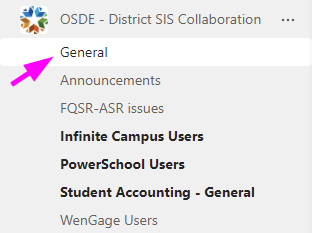 OSDE - District SIS Collaboration ...
General
Announcements
FQSR-ASR issues
Infinite Campus Users
PowerSchool Users
Student Accounting - General
WenGage Users